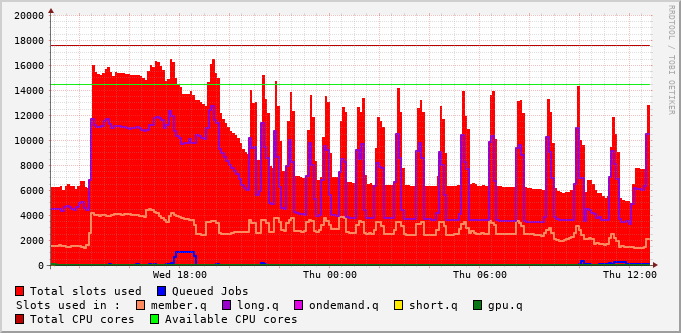 20000
18000
16000
14000
12000
10000
8000
6000
4000
2000
0
Wed 18:00 Thu 00:00 Thu 06:00 Thu 12:00
RRDTOOL / TOBI OETIKER
Total slots used Queued Jobs
Slots used in : member.q long.q ondemand.q short.q gpu.q
Total CPU cores Available CPU cores